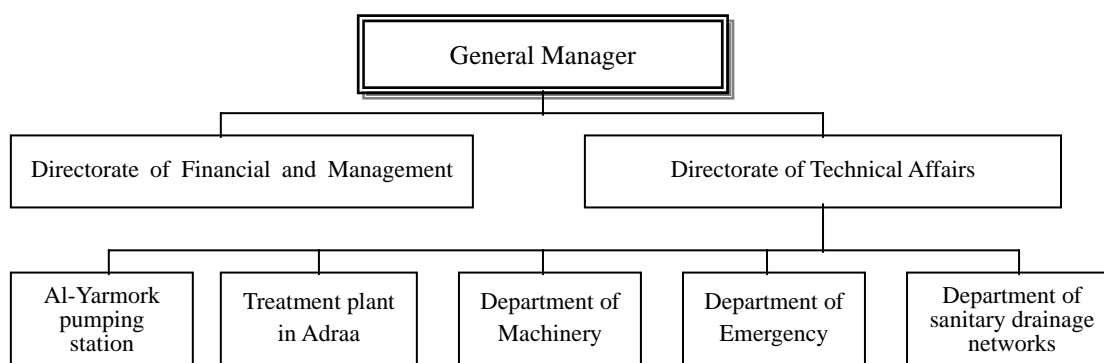 General Manager
Directorate of Financial and Management
Directorate of Technical Affairs
Al-Yarmork
pumping
station
Treatment plant
in Adraa
Department of
Machinery
Department of
Emergency
Department of
sanitary drainage
networks